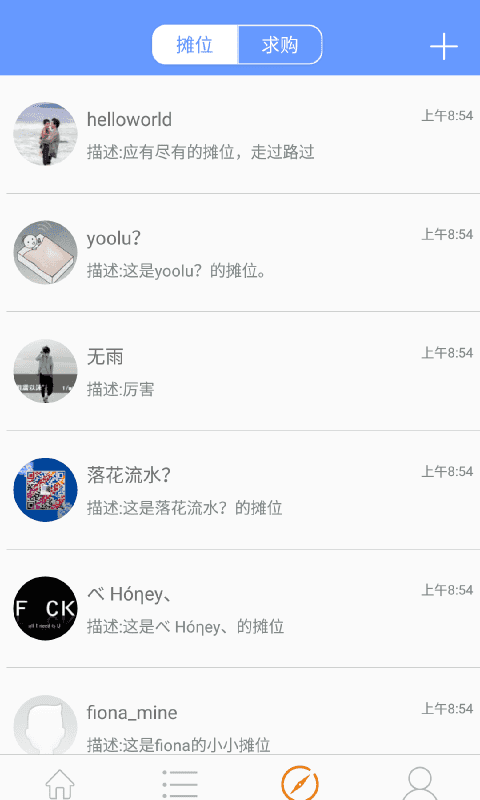 摊位 求购
helloworld 上午8:54
描述:应有尽有的摊位，走过路过
yoolu？ 上午8:54
描述:这是yoolu？的摊位。
无雨 上午8:54
描述:厉害
落花流水？ 上午8:54
描述:这是落花流水？的摊位
べ Hóηey、 上午8:54
描述:这是べ Hóηey、的摊位
F CK
all I need is U
fiona_mine 上午8:54
描述:这是fiona的小小摊位